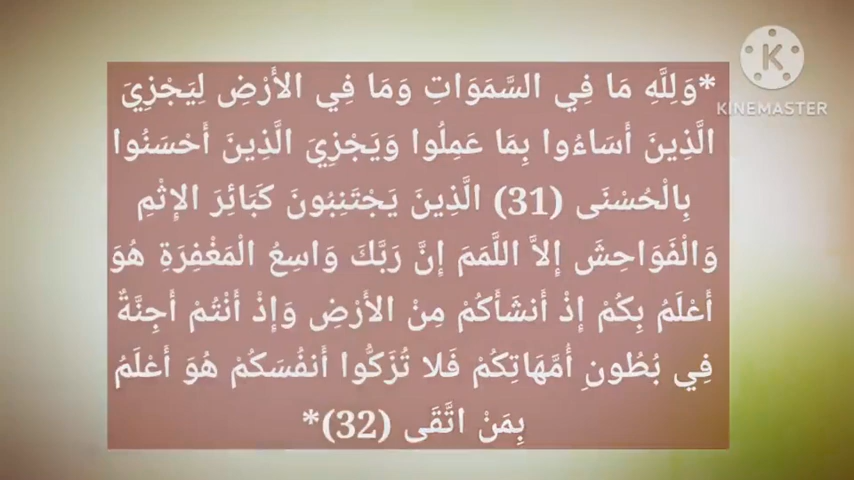 *وَلِلَّهِ مَا فِي السَّمَوَاتِ وَمَا فِي الأَرْضِ لِيَجْزِيَ
الَّذِينَ أَسَاءُوا بِمَا عَمِلُوا وَيَجْزِيَ الَّذِينَ أَحْسَنُوا
بِالْحُسْنَى (31) الَّذِينَ يَجْتَنِبُونَ كَبَائِرَ الإِثْمِ
وَالْفَوَاحِشَ إِلاَّ اللَّمَمَ إِنَّ رَبَّكَ وَاسِعُ الْمَغْفِرَةِ هُوَ
أَعْلَمُ بِكُمْ إِذْ أَنشَأَكُمْ مِنْ الأَرْضِ وَإِذْ أَنْتُمْ أَجِنَّةٌ
فِي بُطُونِ أُمَّهَاتِكُمْ فَلا تُزَكُّوا أَنفُسَكُمْ هُوَ أَعْلَمُ
بِمَنْ اتَّقَى (32)*
K
KINEMASTER